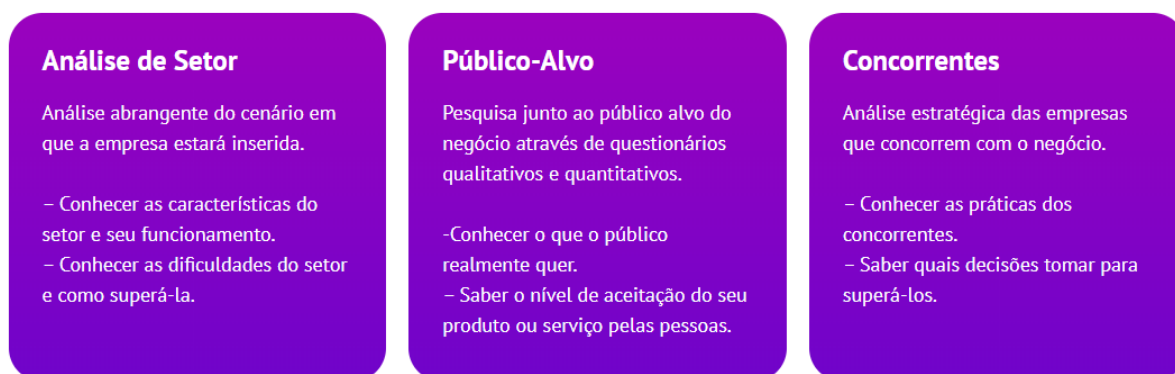 Análise de Setor
Análise abrangente do cenário em
que a empresa estará inserida.
– Conhecer as características do
setor e seu funcionamento.
– Conhecer as dificuldades do setor
e como superá-la.
Público-Alvo
Pesquisa junto ao público alvo do
negócio através de questionários
qualitativos e quantitativos.
-Conhecer o que o público
realmente quer.
– Saber o nível de aceitação do seu
produto ou serviço pelas pessoas.
Concorrentes
Análise estratégica das empresas
que concorrem com o negócio.
– Conhecer as práticas dos
concorrentes.
– Saber quais decisões tomar para
superá-los.